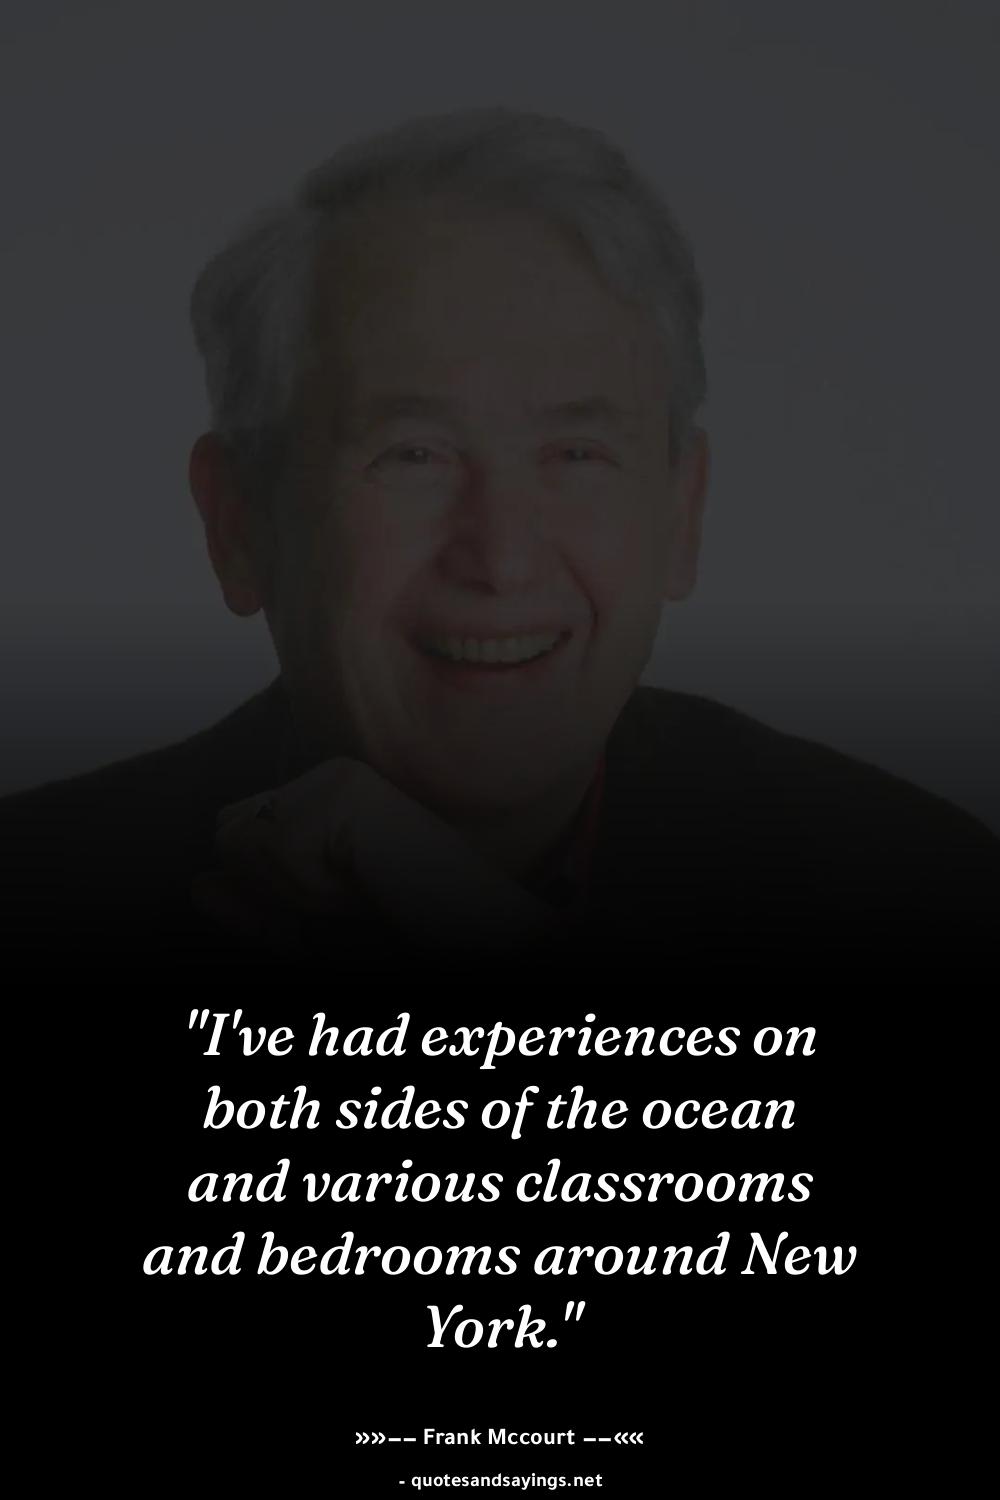 "I've had experiences on
both sides of the ocean
and various classrooms
and bedrooms around New
York."
»»−− Frank Mccourt −−««
- quotesandsayings.net